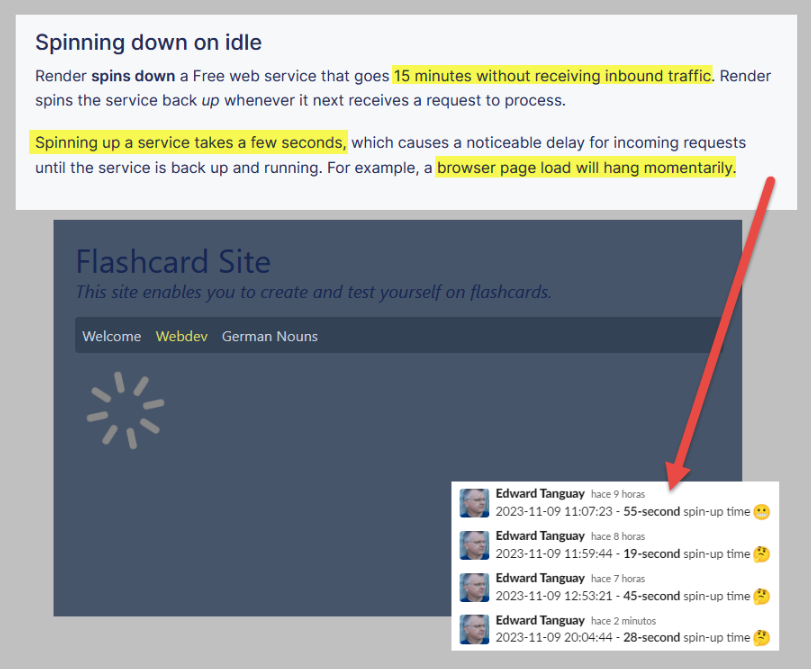 Spinning down on idle
Render spins down a Free web service that goes 15 minutes without receiving inbound traffic. Render
spins the service back up whenever it next receives a request to process.
Spinning up a service takes a few seconds, which causes a noticeable delay for incoming requests
until the service is back up and running. For example, a browser page load will hang momentarily.
Flashcard Site
This site enables you to create and test yourself on flashcards.
Welcome Webdev German Nouns
Edward Tanguay hace 9 horas
2023-11-09 11:07:23 - 55-second spin-up time 😬
Edward Tanguay hace 8 horas
2023-11-09 11:59:44 - 19-second spin-up time 🤔
Edward Tanguay hace 7 horas
2023-11-09 12:53:21 - 45-second spin-up time 🤔
Edward Tanguay hace 2 minutos
2023-11-09 20:04:44 - 28-second spin-up time 🤔